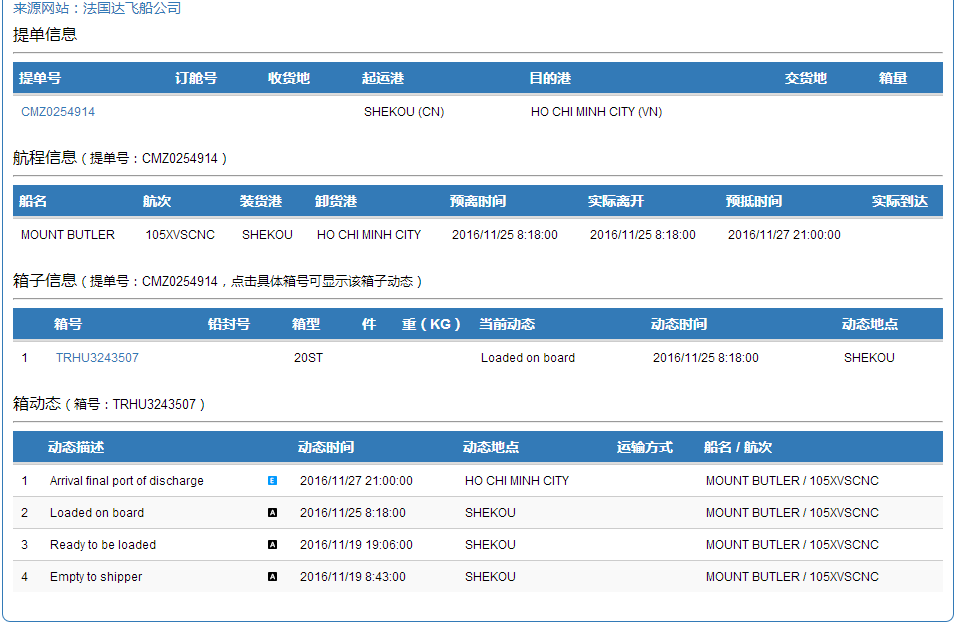 来源网站：法国达飞船公司
提单信息
提单号 订舱号 收货地 起运港 目的港 交货地 箱量
CMZ0254914 SHEKOU (CN) HO CHI MINH CITY (VN)
航程信息 ( 提单号：CMZ0254914 )
船名 航次 装货港 卸货港 预离时间 实际离开 预抵时间 实际到达
MOUNT BUTLER 105XVSCNC SHEKOU HO CHI MINH CITY 2016/11/25 8:18:00 2016/11/25 8:18:00 2016/11/27 21:00:00
箱子信息 ( 提单号：CMZ0254914，点击具体箱号可显示该箱子动态 )
箱号 铅封号 箱型 件 重 ( KG ) 当前动态 动态时间 动态地点
1 TRHU3243507 20ST Loaded on board 2016/11/25 8:18:00 SHEKOU
箱动态 ( 箱号：TRHU3243507 )
动态描述 动态时间 动态地点 运输方式 船名 / 航次
1 Arrival final port of discharge E 2016/11/27 21:00:00 HO CHI MINH CITY MOUNT BUTLER / 105XVSCNC
2 Loaded on board A 2016/11/25 8:18:00 SHEKOU MOUNT BUTLER / 105XVSCNC
3 Ready to be loaded A 2016/11/19 19:06:00 SHEKOU MOUNT BUTLER / 105XVSCNC
4 Empty to shipper A 2016/11/19 8:43:00 SHEKOU MOUNT BUTLER / 105XVSCNC